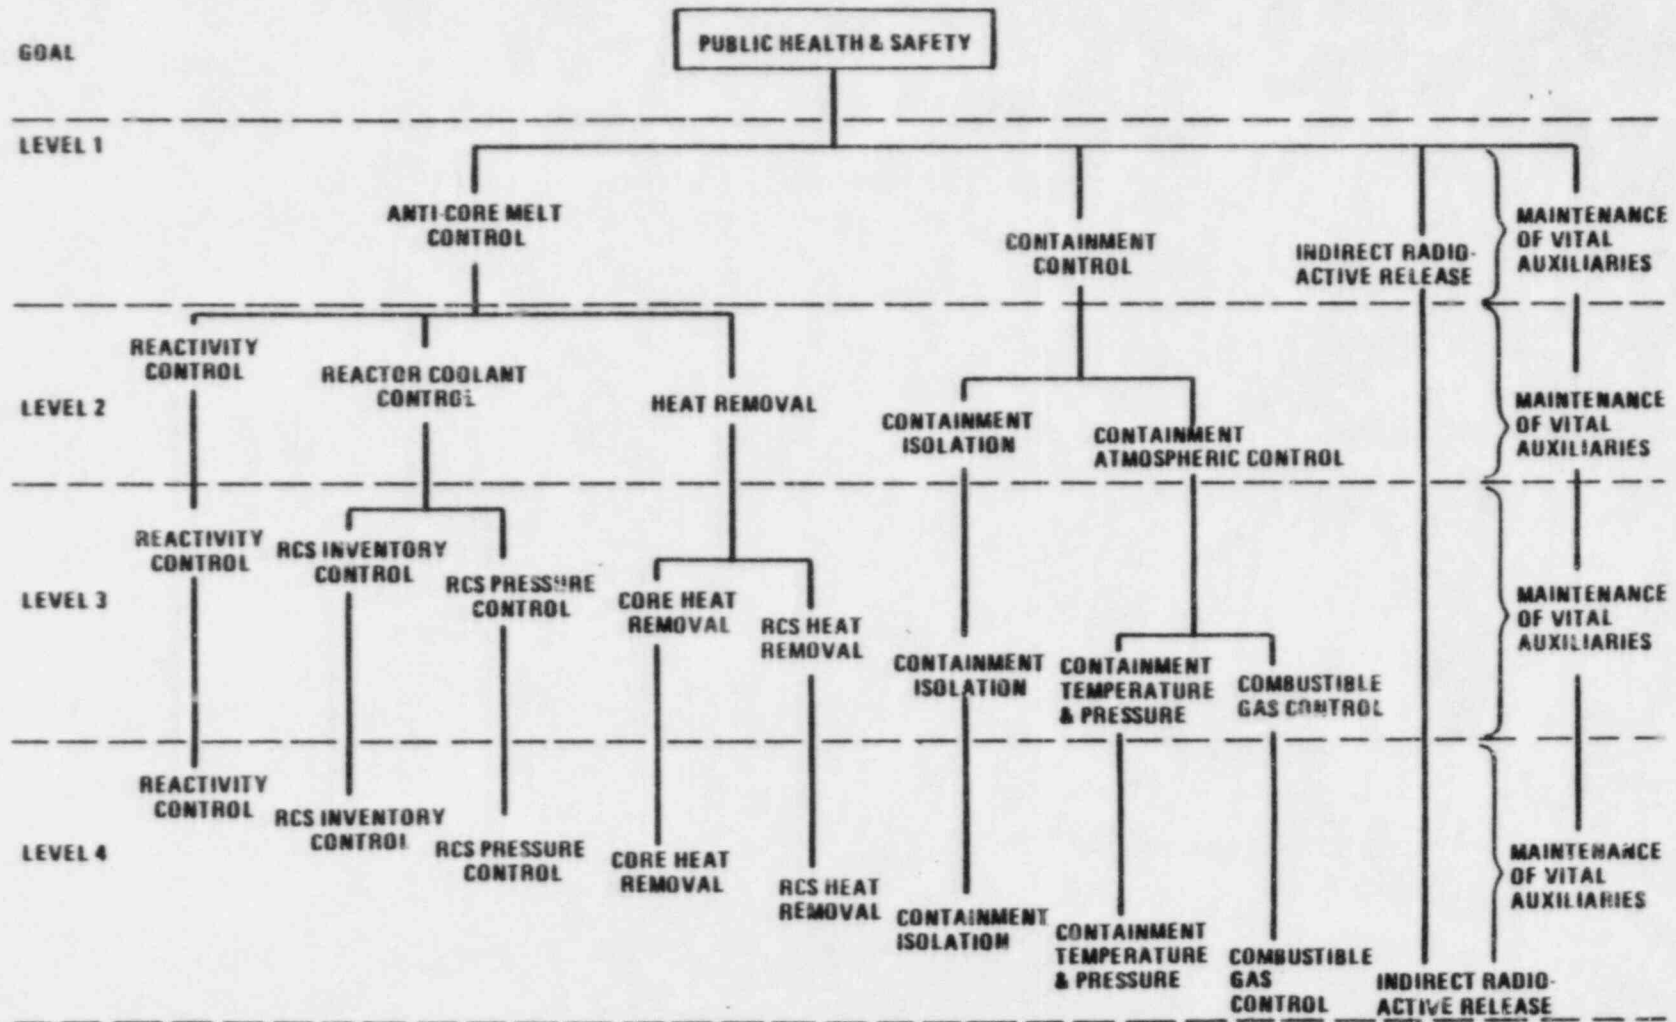 GOAL
PUBLIC HEALTH & SAFETY
LEVEL 1
ANTI-CORE MELT
CONTROL
CONTAINMENT
CONTROL
INDIRECT RADIO-
ACTIVE RELEASE
MAINTENANCE
OF VITAL
AUXILIARIES
LEVEL 2
REACTIVITY
CONTROL
REACTOR COOLANT
CONTROL
HEAT REMOVAL
CONTAINMENT
ISOLATION
CONTAINMENT
ATMOSPHERIC CONTROL
MAINTENANCE
OF VITAL
AUXILIARIES
LEVEL 3
REACTIVITY
CONTROL
RCS INVENTORY
CONTROL
RCS PRESSURE
CONTROL
CORE HEAT
REMOVAL
RCS HEAT
REMOVAL
CONTAINMENT
ISOLATION
CONTAINMENT
TEMPERATURE
& PRESSURE
COMBUSTIBLE
GAS CONTROL
MAINTENANCE
OF VITAL
AUXILIARIES
LEVEL 4
REACTIVITY
CONTROL
RCS INVENTORY
CONTROL
RCS PRESSURE
CONTROL
CORE HEAT
REMOVAL
RCS HEAT
REMOVAL
CONTAINMENT
ISOLATION
CONTAINMENT
TEMPERATURE
& PRESSURE
COMBUSTIBLE
GAS
CONTROL
INDIRECT RADIO-
ACTIVE RELEASE
MAINTENANCE
OF VITAL
AUXILIARIES